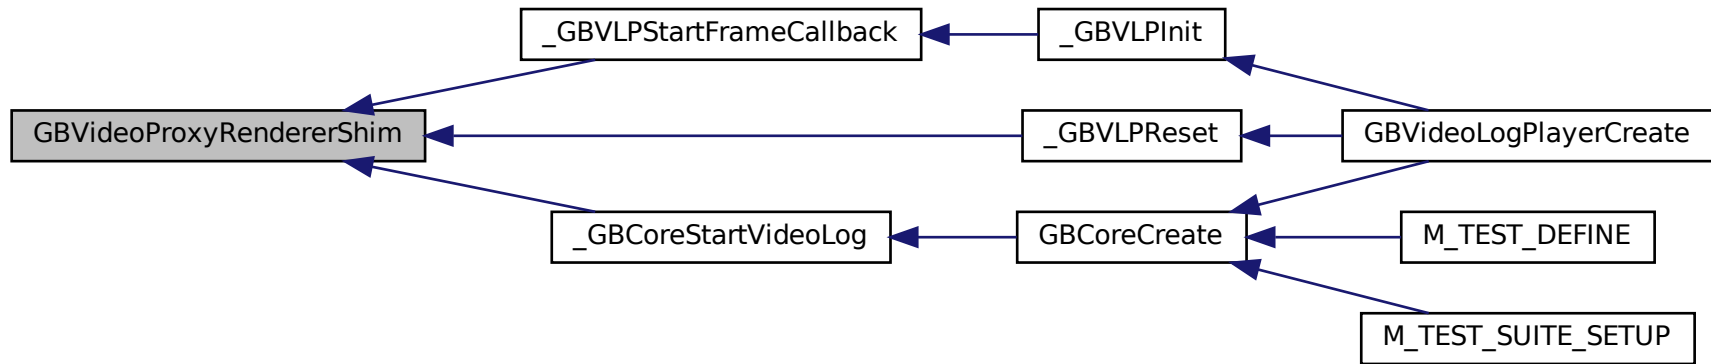 _GBVLPStartFrameCallback
_GBVLPInit
GBVideoProxyRendererShim
_GBVLPReset
GBVideoLogPlayerCreate
_GBCoreStartVideoLog
GBCoreCreate
M_TEST_DEFINE
M_TEST_SUITE_SETUP